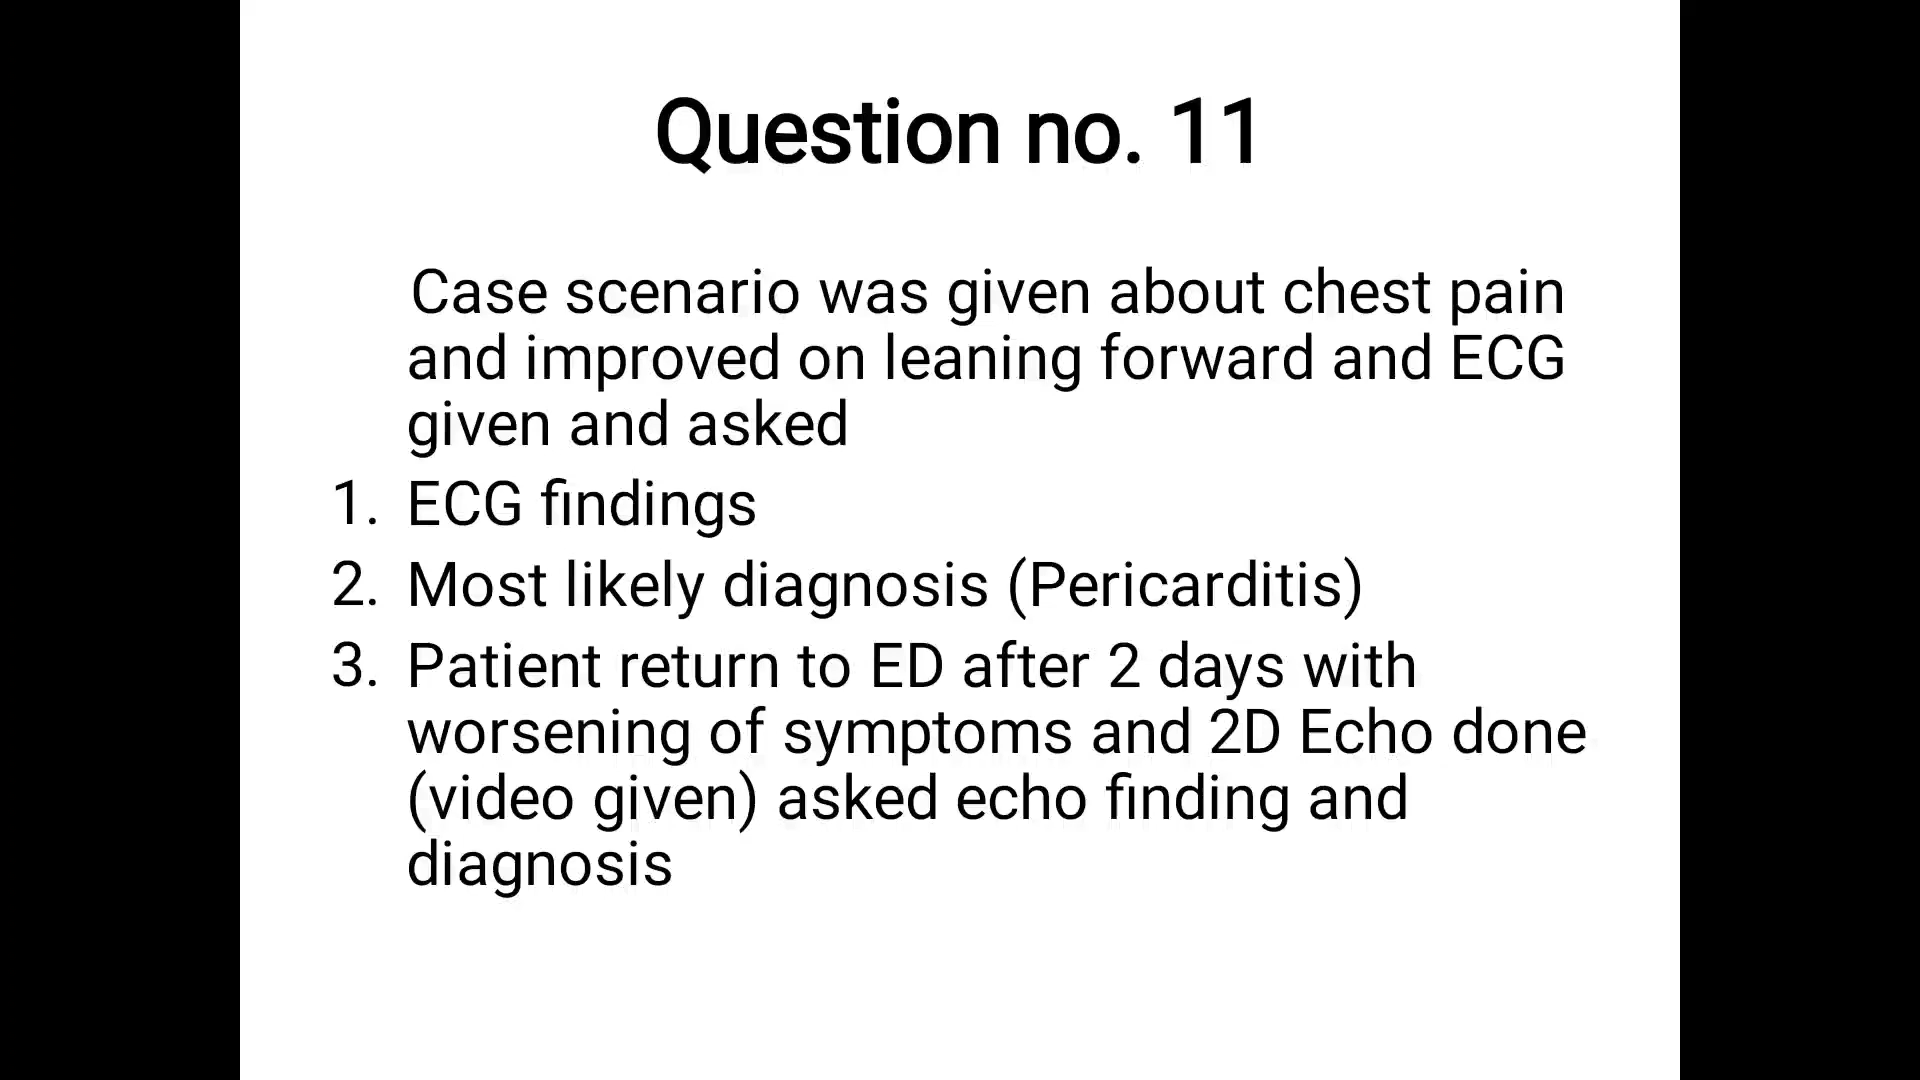 Question no. 11
Case scenario was given about chest pain
and improved on leaning forward and ECG
given and asked
1. ECG findings
2. Most likely diagnosis (Pericarditis)
3. Patient return to ED after 2 days with
worsening of symptoms and 2D Echo done
(video given) asked echo finding and
diagnosis